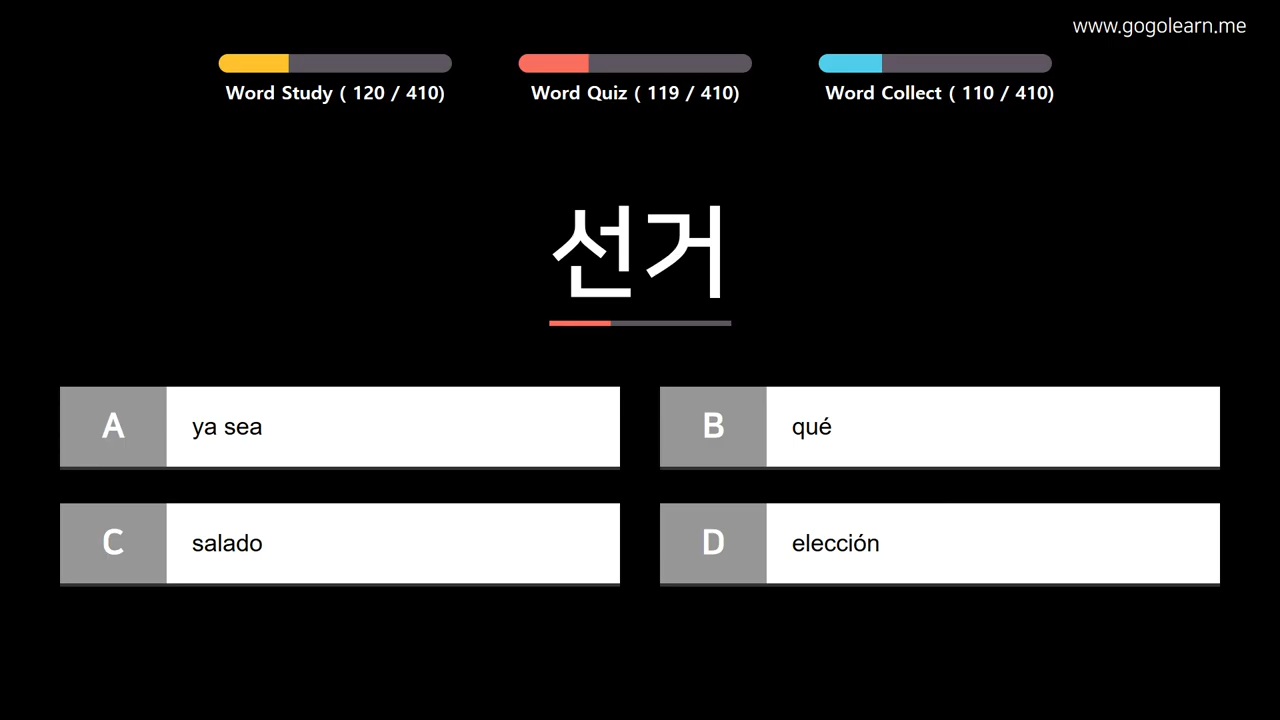 www.gogolearn.me
Word Study ( 120 / 410)
Word Quiz ( 119 / 410)
Word Collect ( 110 / 410)
선거
A ya sea
B qué
C salado
D elección